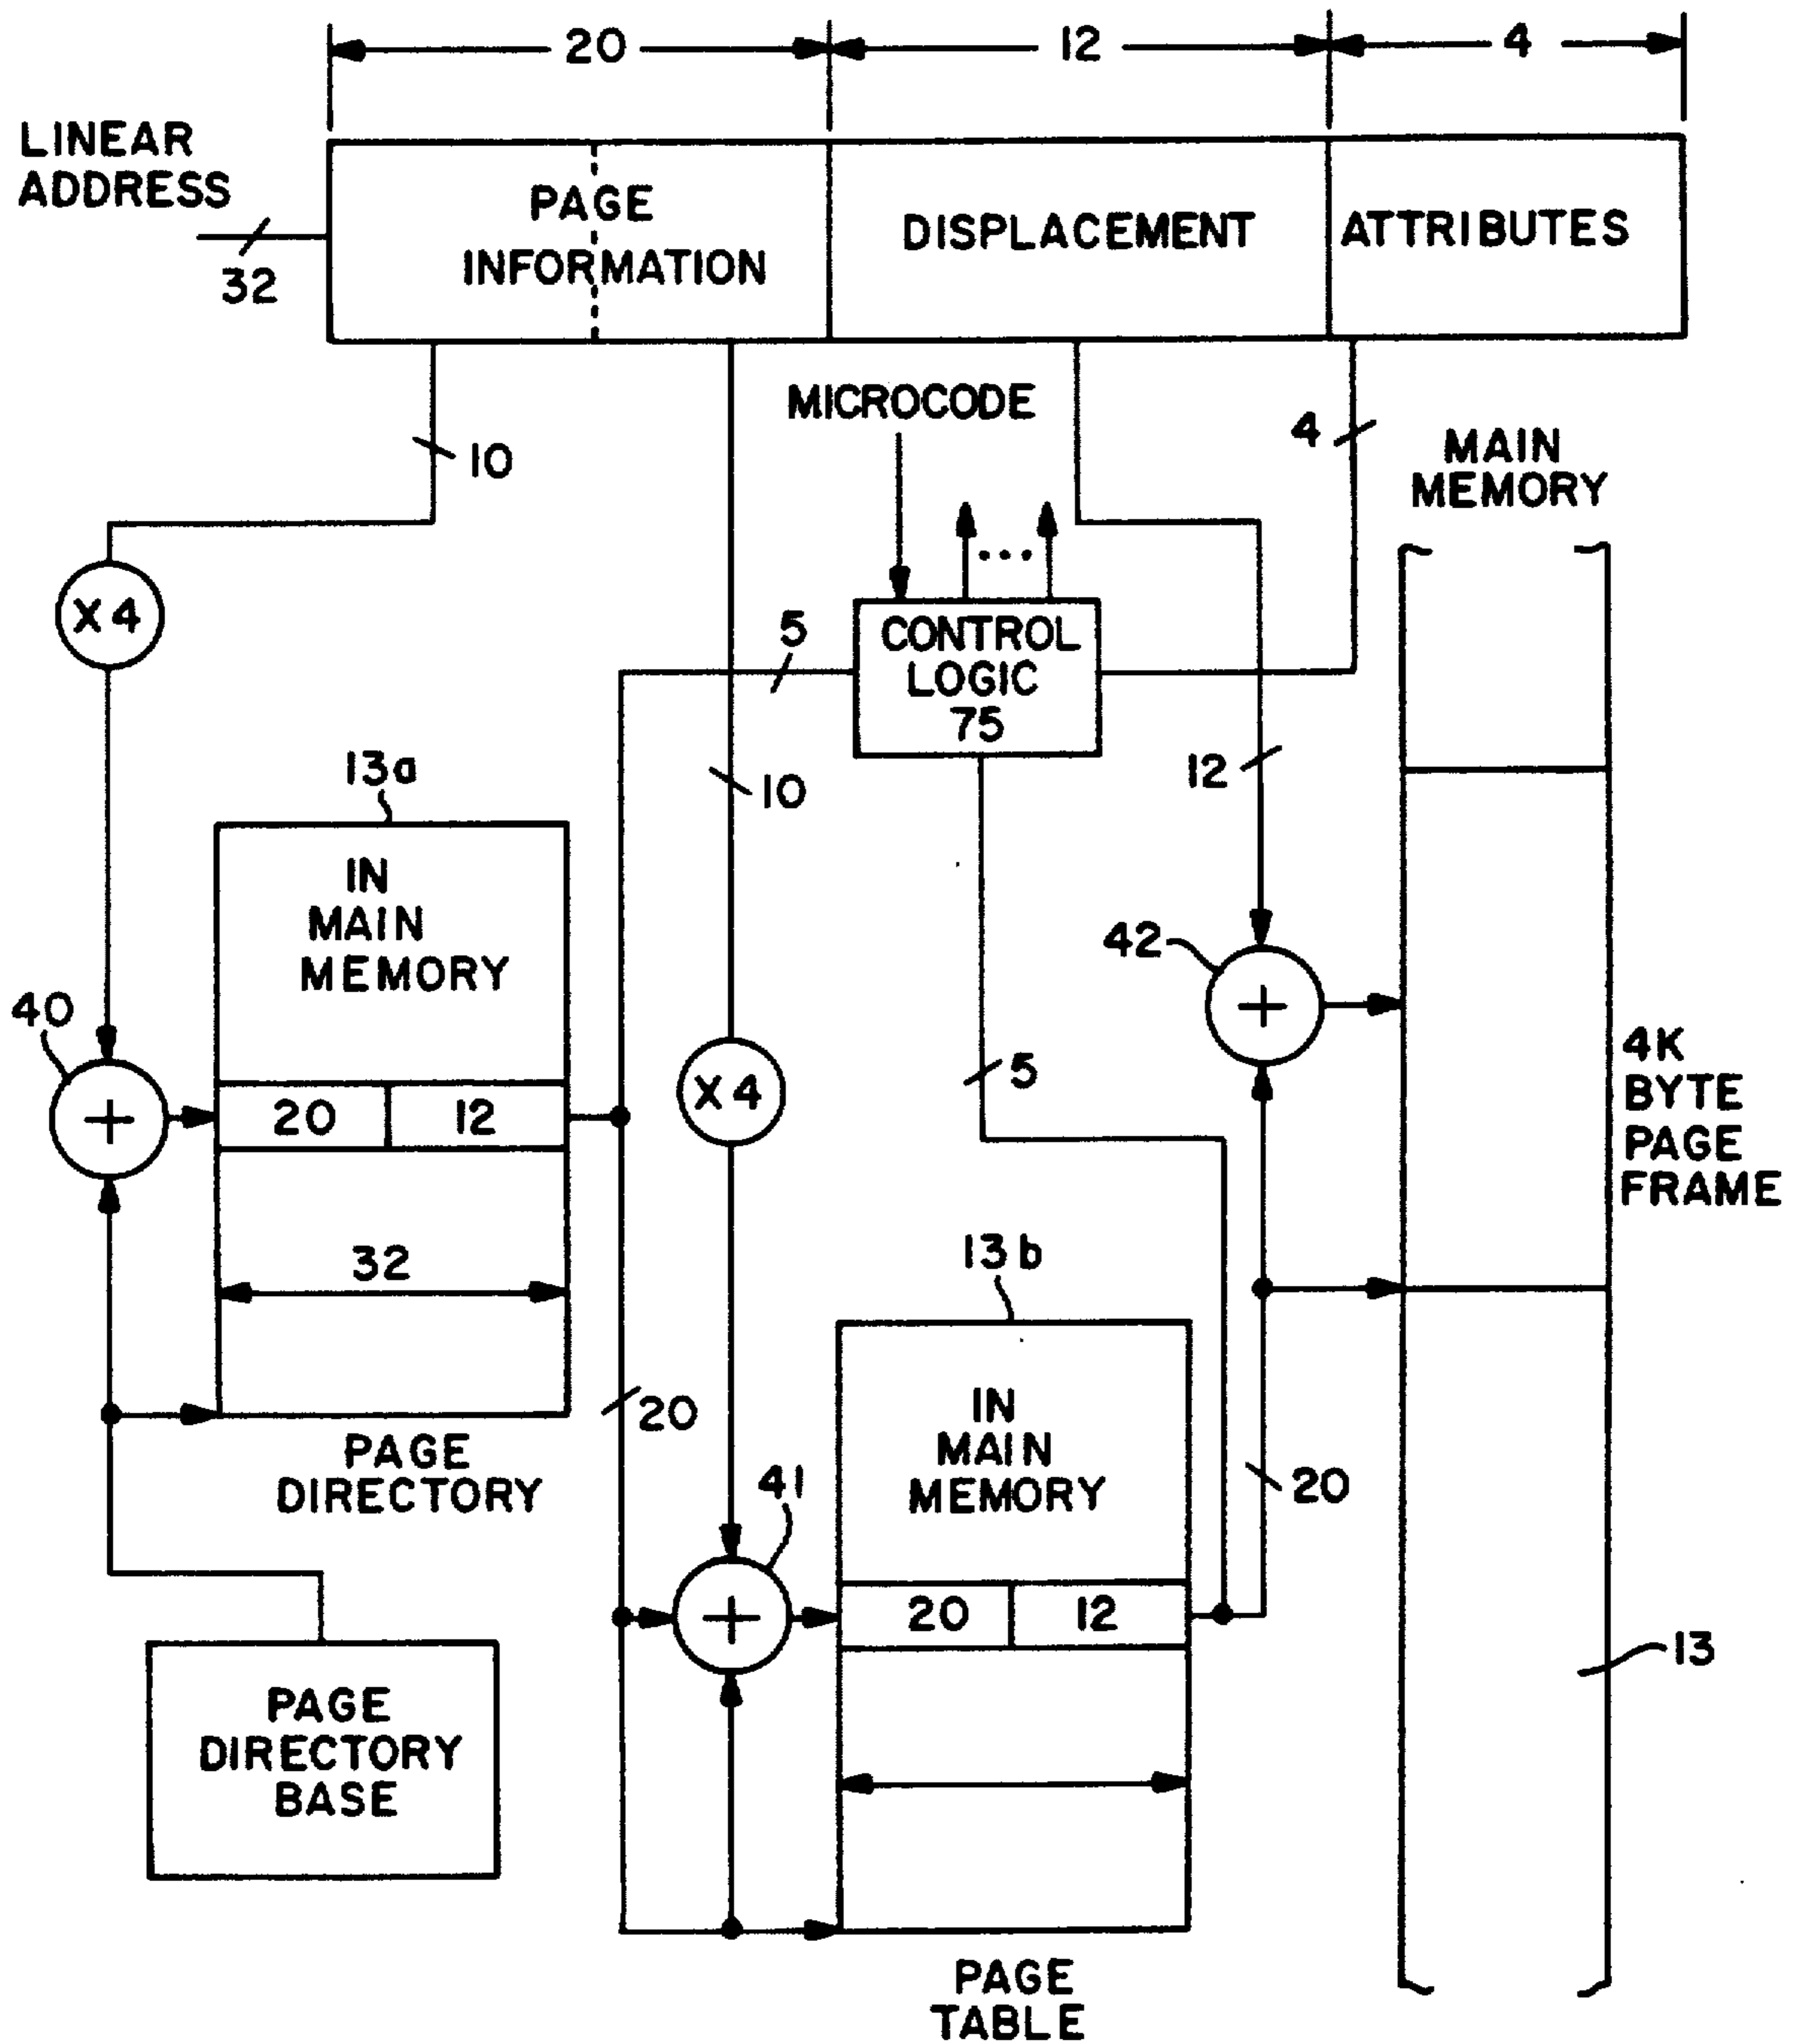 20
12
4
LINEAR
ADDRESS
32
PAGE
INFORMATION
DISPLACEMENT
ATTRIBUTES
10
MICROCODE
4
MAIN
MEMORY
X4
5
CONTROL
LOGIC
75
10
12
13a
IN
MAIN
MEMORY
40
+
20
12
32
PAGE
DIRECTORY
PAGE
DIRECTORY
BASE
X4
5
42
+
4K
BYTE
PAGE
FRAME
13b
IN
MAIN
MEMORY
20
41
+
20
12
20
13
PAGE
TABLE